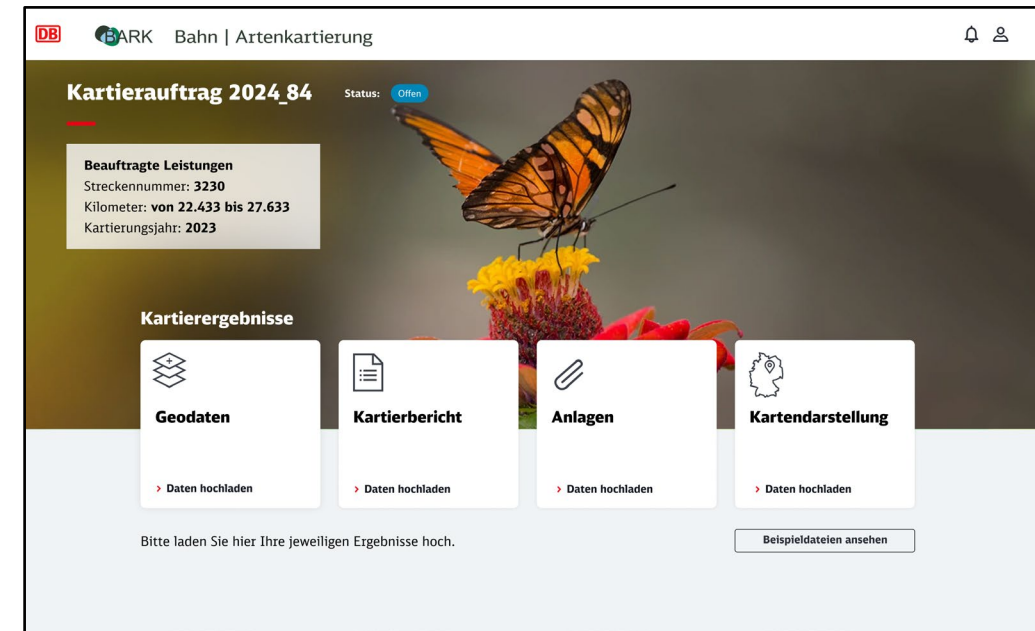 DB BARK Bahn | Artenkartierung
Kartierauftrag 2024_84 Status: Offen
Beauftragte Leistungen
Streckennummer: 3230
Kilometer: von 22.433 bis 27.633
Kartierungsjahr: 2023
Kartierergebnisse
Geodaten
Kartierbericht
Anlagen
Kartendarstellung
> Daten hochladen
> Daten hochladen
> Daten hochladen
> Daten hochladen
Bitte laden Sie hier Ihre jeweiligen Ergebnisse hoch.
Beispieldateien ansehen